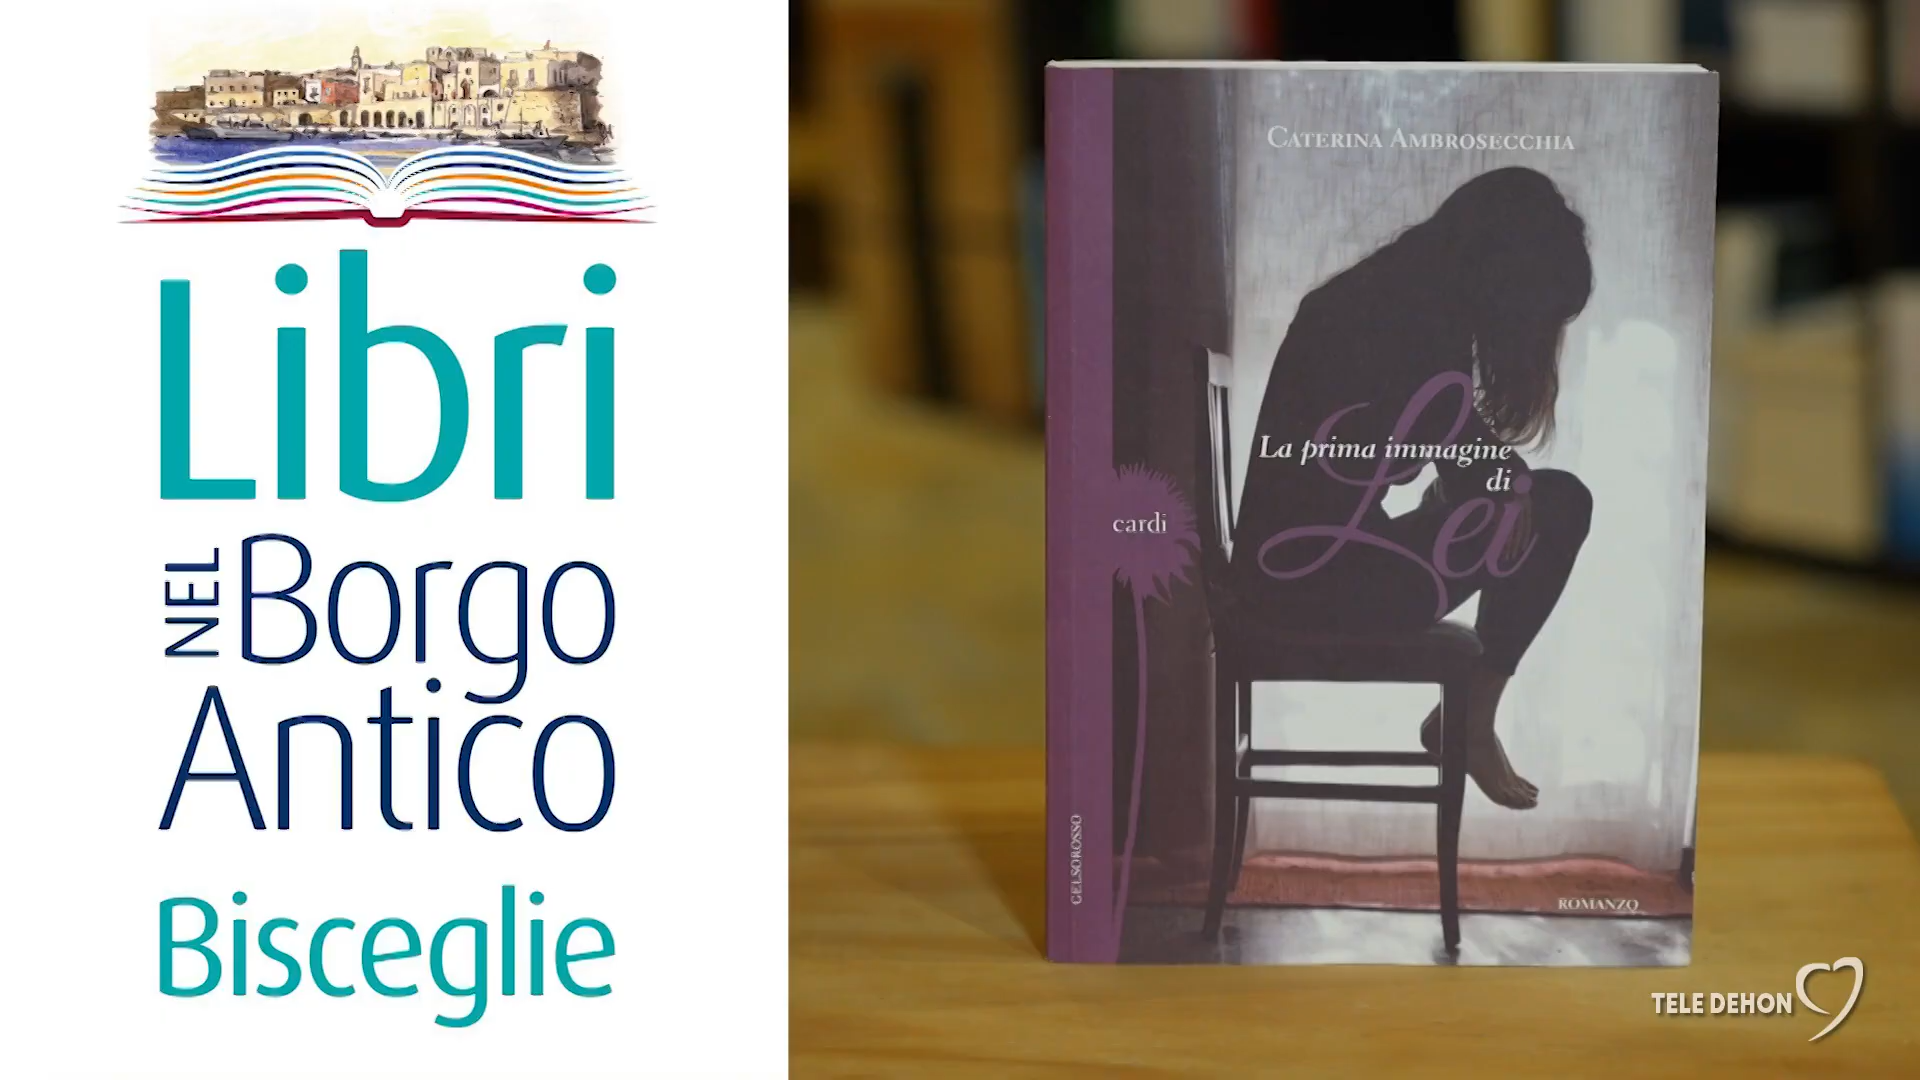 Libri
NEL Borgo
Antico
Bisceglie
CATERINA AMBROSECCHIA
La prima immagine
di
Lei
cardi
GELSOROSSO
ROMANZO
TELE DEHON